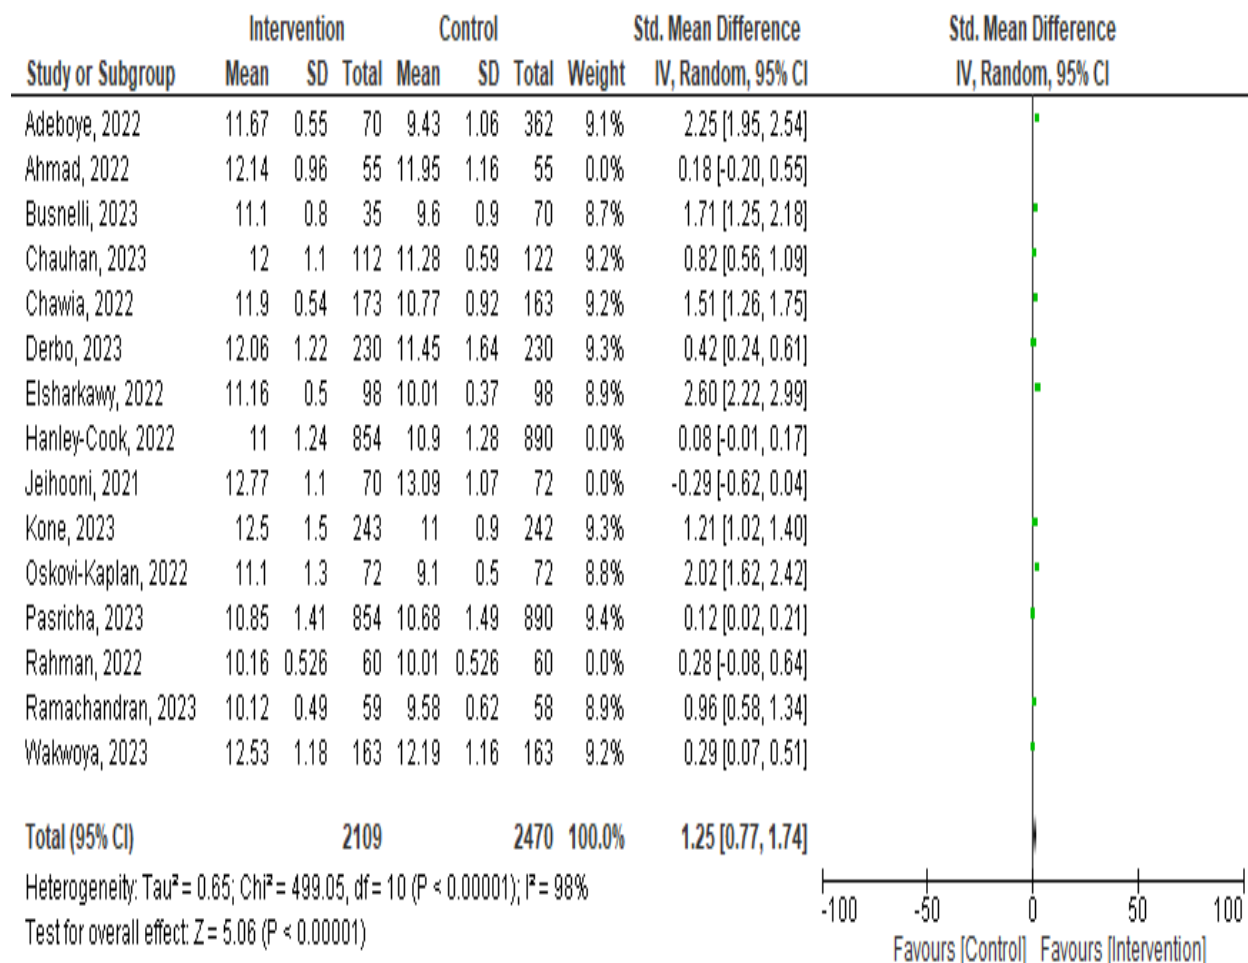 Intervention Control Std. Mean Difference Std. Mean Difference
Study or Subgroup Mean SD Total Mean SD Total Weight IV, Random, 95% CI IV, Random, 95% CI
Adeboye, 2022 11.67 0.55 70 9.43 1.06 362 9.1% 2.25 [1.95, 2.54]
Ahmad, 2022 12.14 0.96 55 11.95 1.16 55 0.0% 0.18 [-0.20, 0.55]
Busnelli, 2023 11.1 0.8 35 9.6 0.9 70 8.7% 1.71 [1.25, 2.18]
Chauhan, 2023 12 1.1 112 11.28 0.59 122 9.2% 0.82 [0.56, 1.09]
Chawia, 2022 11.9 0.54 173 10.77 0.92 163 9.2% 1.51 [1.26, 1.75]
Derbo, 2023 12.06 1.22 230 11.45 1.64 230 9.3% 0.42 [0.24, 0.61]
Elsharkawy, 2022 11.16 0.5 98 10.01 0.37 98 8.9% 2.60 [2.22, 2.99]
Hanley-Cook, 2022 11 1.24 854 10.9 1.28 890 0.0% 0.08 [-0.01, 0.17]
Jeihooni, 2021 12.77 1.1 70 13.09 1.07 72 0.0% -0.29 [-0.62, 0.04]
Kone, 2023 12.5 1.5 243 11 0.9 242 9.3% 1.21 [1.02, 1.40]
Oskovi-Kaplan, 2022 11.1 1.3 72 9.1 0.5 72 8.8% 2.02 [1.62, 2.42]
Pasricha, 2023 10.85 1.41 854 10.68 1.49 890 9.4% 0.12 [0.02, 0.21]
Rahman, 2022 10.16 0.526 60 10.01 0.526 60 0.0% 0.28 [-0.08, 0.64]
Ramachandran, 2023 10.12 0.49 59 9.58 0.62 58 8.9% 0.96 [0.58, 1.34]
Wakwoya, 2023 12.53 1.18 163 12.19 1.16 163 9.2% 0.29 [0.07, 0.51]
Total (95% CI) 2109 2470 100.0% 1.25 [0.77, 1.74]
Heterogeneity: Tau² = 0.65; Chi² = 499.05, df = 10 (P < 0.00001); I² = 98%
Test for overall effect: Z = 5.06 (P < 0.00001)
-100 -50 0 50 100
Favours [Control] Favours [Intervention]